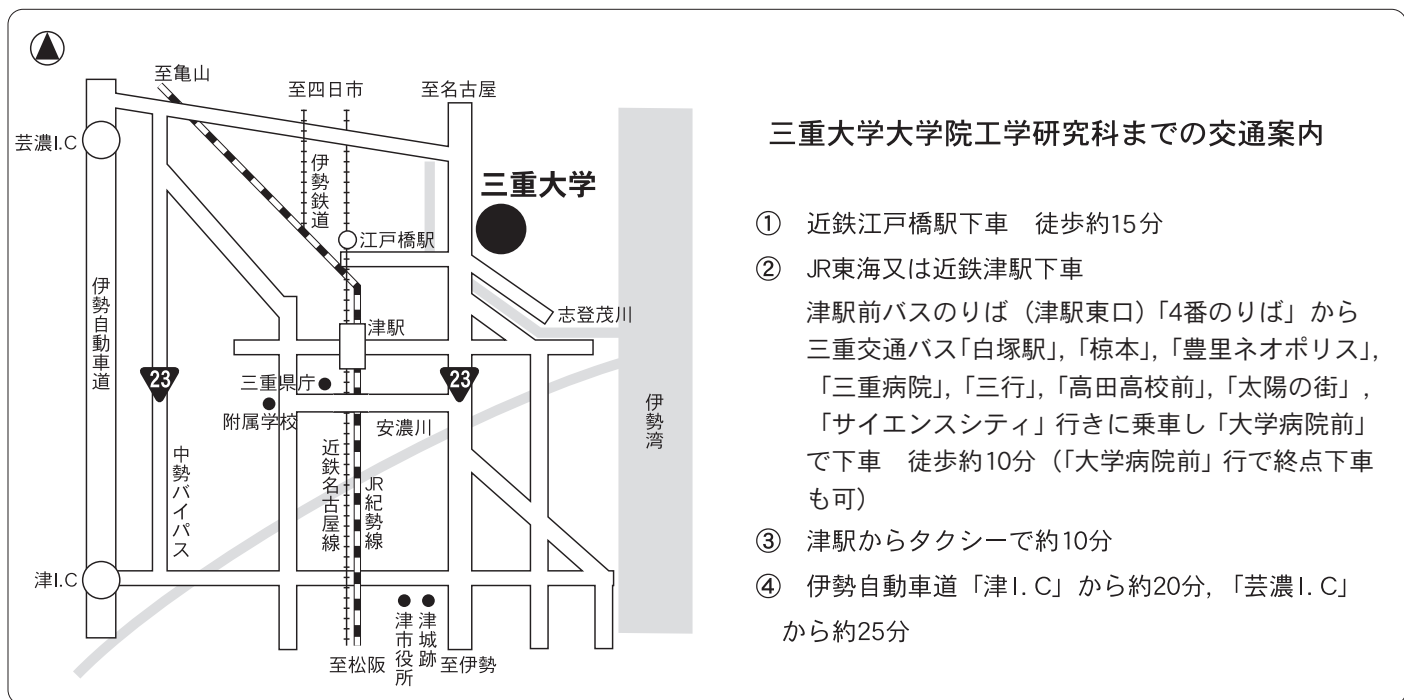 至亀山
至四日市
至名古屋
芸濃I.C
伊勢鉄道
三重大学
江戸橋駅
伊勢自動車道
志登茂川
津駅
23
23
三重県庁
附属学校
安濃川
伊勢湾
中勢バイパス
近鉄名古屋線
JR紀勢線
津I.C
津市役所
津城跡
至松阪
至伊勢
三重大学大学院工学研究科までの交通案内
① 近鉄江戸橋駅下車 徒歩約15分
② JR東海又は近鉄津駅下車
津駅前バスのりば（津駅東口）「4番のりば」から
三重交通バス「白塚駅」，「椋本」，「豊里ネオポリス」，
「三重病院」，「三行」，「高田高校前」，「太陽の街」，
「サイエンスシティ」行きに乗車し「大学病院前」
で下車 徒歩約10分（「大学病院前」行で終点下車
も可）
③ 津駅からタクシーで約10分
④ 伊勢自動車道「津I.C」から約20分，「芸濃I.C」
から約25分